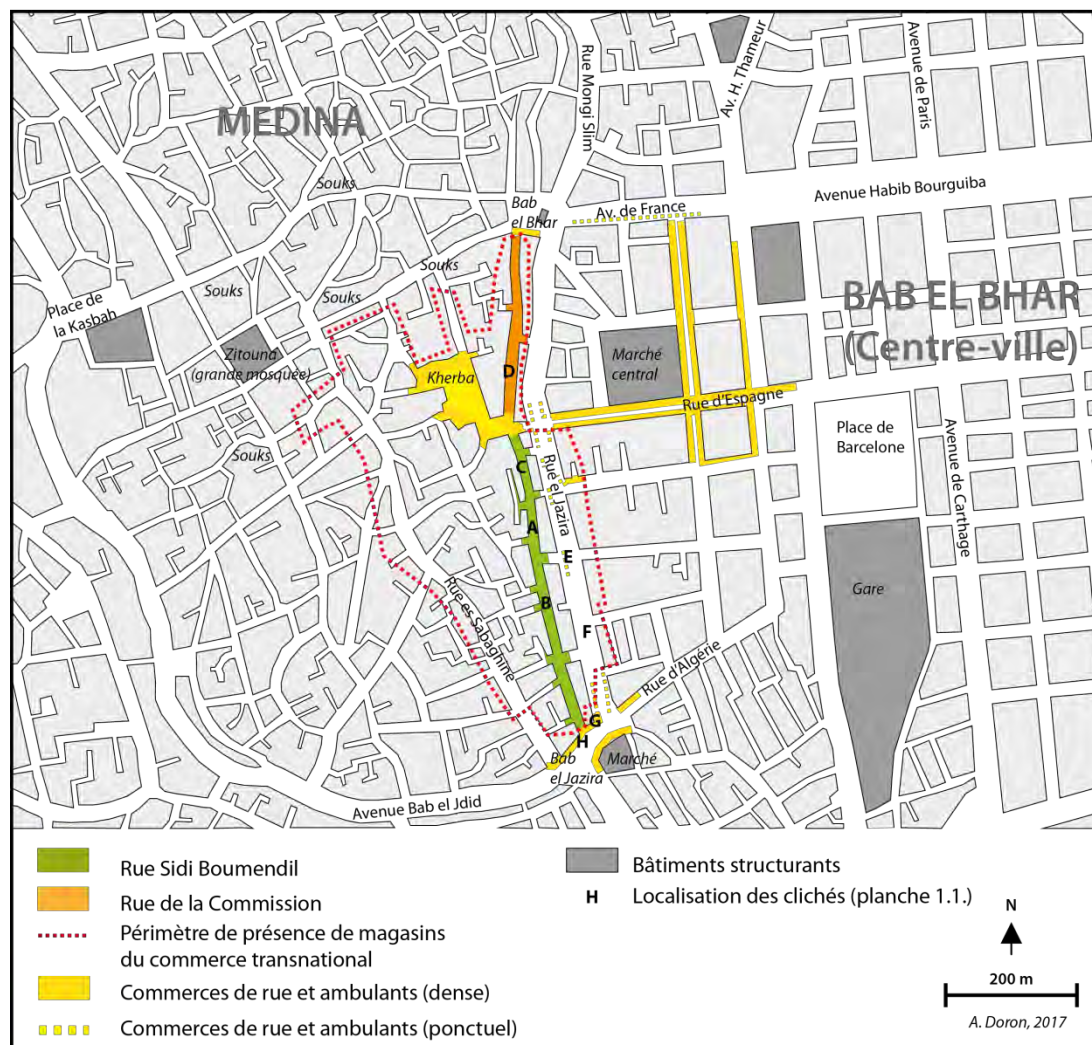 MEDINA
Rue Mongi Slim
Av. H. Thameur
Avenue de Paris
Souks
Avenue Habib Bourguiba
Bab
el Bhar
Av. de France
Souks
Souks
Souks
Place de
la Kasbah
BAB EL BHAR
(Centre-ville)
Zitouna
(grande mosquée)
Kherba
D
Marché
central
Rue d'Espagne
Place de
Barcelone
Avenue de Carthage
Souks
C
Rue el Jazira
A
E
B
F
Gare
Rue es Sabaghine
Rue d'Algérie
G
H
Bab
el Jazira
Marché
Avenue Bab el Jdid
Rue Sidi Boumendil
Rue de la Commission
Périmètre de présence de magasins
du commerce transnational
Commerces de rue et ambulants (dense)
Commerces de rue et ambulants (ponctuel)
Bâtiments structurants
H Localisation des clichés (planche 1.1.)
N
200 m
A. Doron, 2017